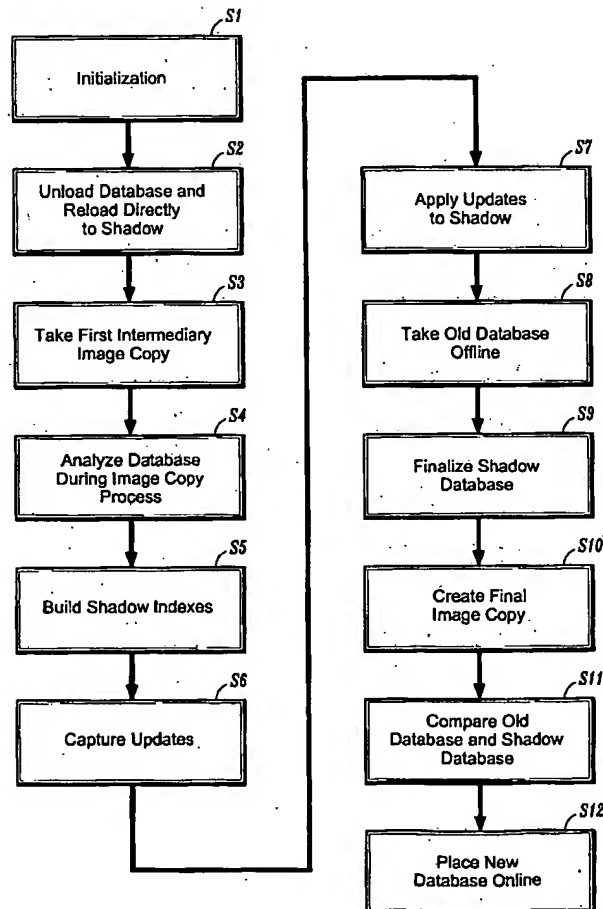 S1
Initialization
S2
Unload Database and
Reload Directly
to Shadow
S3
Take First Intermediary
Image Copy
S4
Analyze Database
During Image Copy
Process
S5
Build Shadow Indexes
S6
Capture Updates
S7
Apply Updates
to Shadow
S8
Take Old Database
Offline
S9
Finalize Shadow
Database
S10
Create Final
Image Copy
S11
Compare Old
Database and Shadow
Database
S12
Place New
Database Online